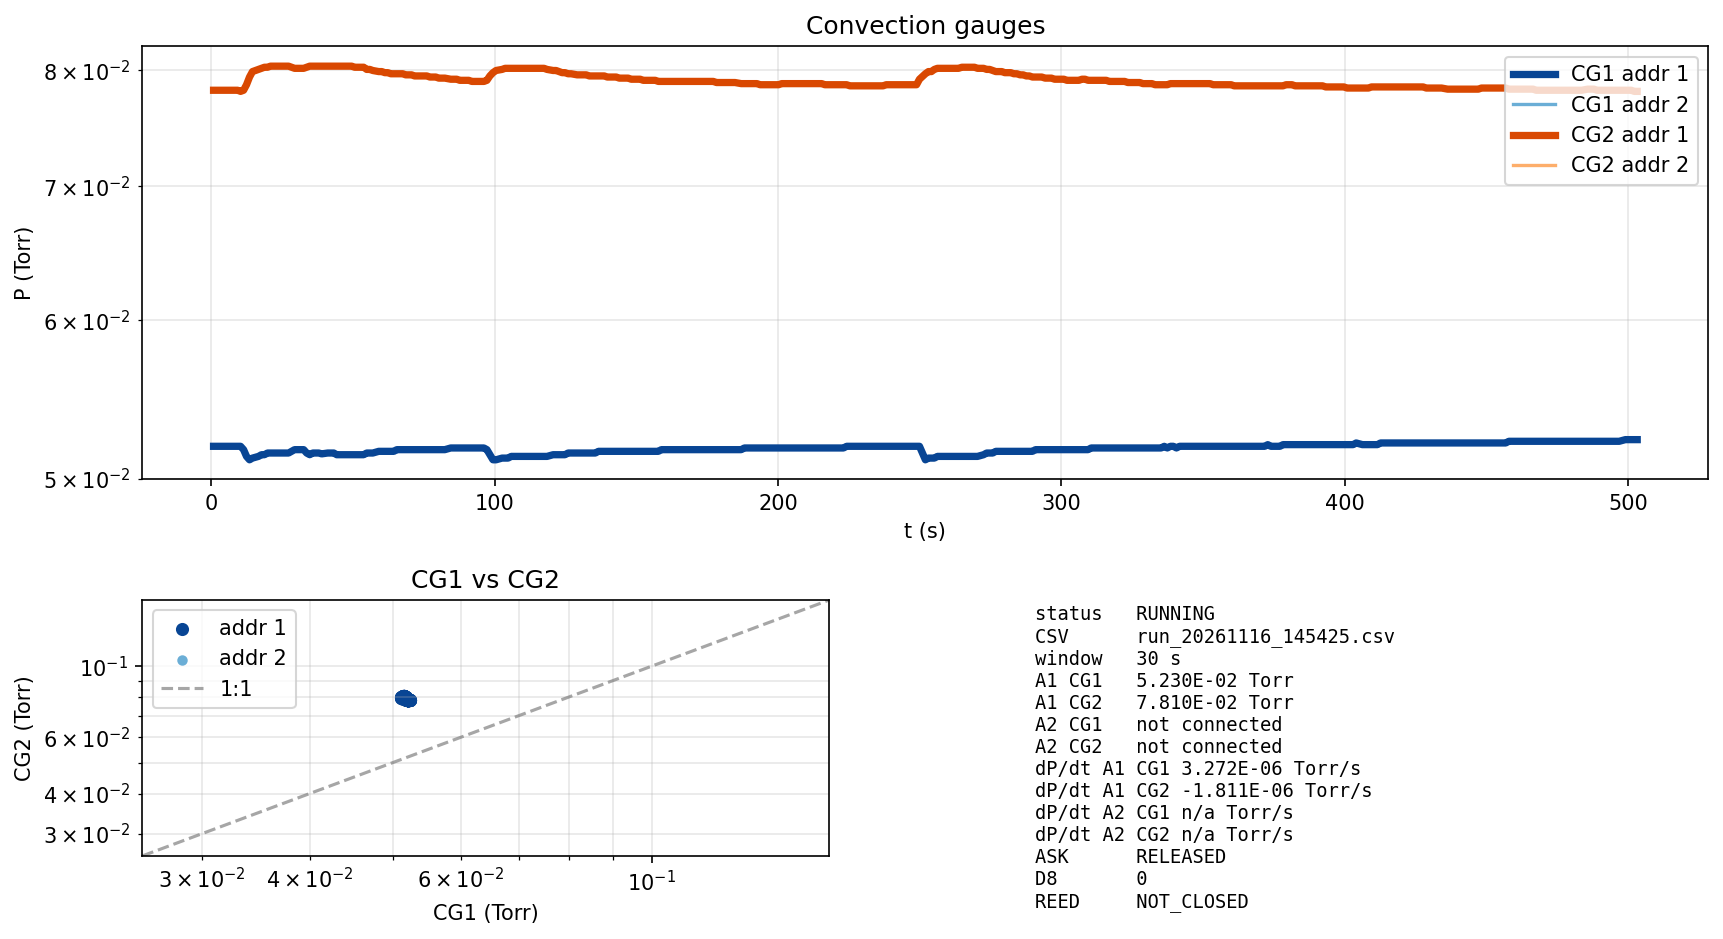 Convection gauges
8 × 10⁻²
7 × 10⁻²
6 × 10⁻²
5 × 10⁻²
P (Torr)
CG1 addr 1
CG1 addr 2
CG2 addr 1
CG2 addr 2
0 100 200 300 400 500
t (s)
CG1 vs CG2
addr 1
addr 2
1:1
10⁻¹
6 × 10⁻²
4 × 10⁻²
3 × 10⁻²
CG2 (Torr)
3 × 10⁻² 4 × 10⁻² 6 × 10⁻² 10⁻¹
CG1 (Torr)
status RUNNING
CSV run_20261116_145425.csv
window 30 s
A1 CG1 5.230E-02 Torr
A1 CG2 7.810E-02 Torr
A2 CG1 not connected
A2 CG2 not connected
dP/dt A1 CG1 3.272E-06 Torr/s
dP/dt A1 CG2 -1.811E-06 Torr/s
dP/dt A2 CG1 n/a Torr/s
dP/dt A2 CG2 n/a Torr/s
ASK RELEASED
D8 0
REED NOT_CLOSED